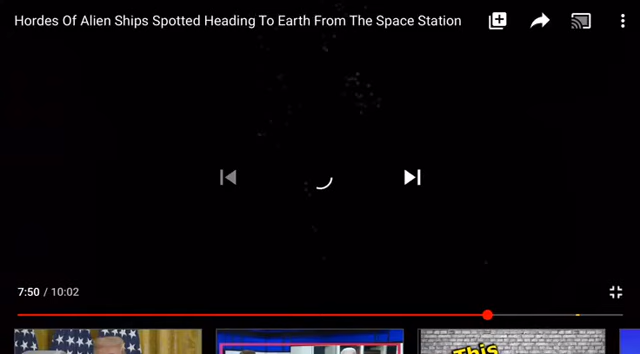 Hordes Of Alien Ships Spotted Heading To Earth From The Space Station
7:50 / 10:02
This